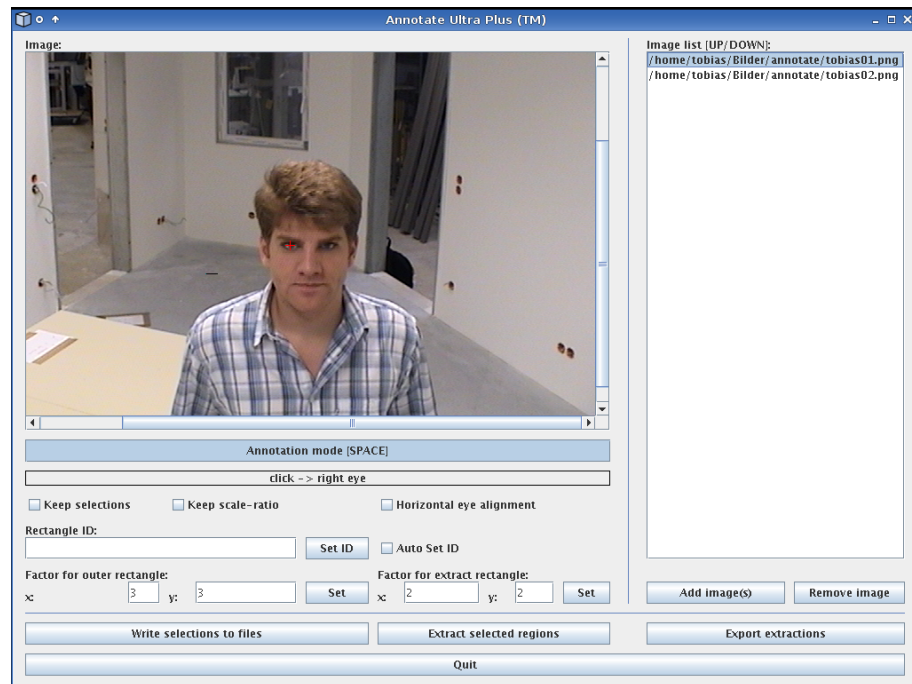 Annotate Ultra Plus (TM)
Image:
Image list [UP/DOWN]:
/home/tobias/Bilder/annotate/tobias01.png
/home/tobias/Bilder/annotate/tobias02.png
Annotation mode [SPACE]
click -> right eye
Keep selections
Keep scale-ratio
Horizontal eye alignment
Rectangle ID:
Set ID
Auto Set ID
Factor for outer rectangle:
x: 3 y: 3 Set
Factor for extract rectangle:
x: 2 y: 2 Set
Add image(s)
Remove image
Write selections to files
Extract selected regions
Export extractions
Quit